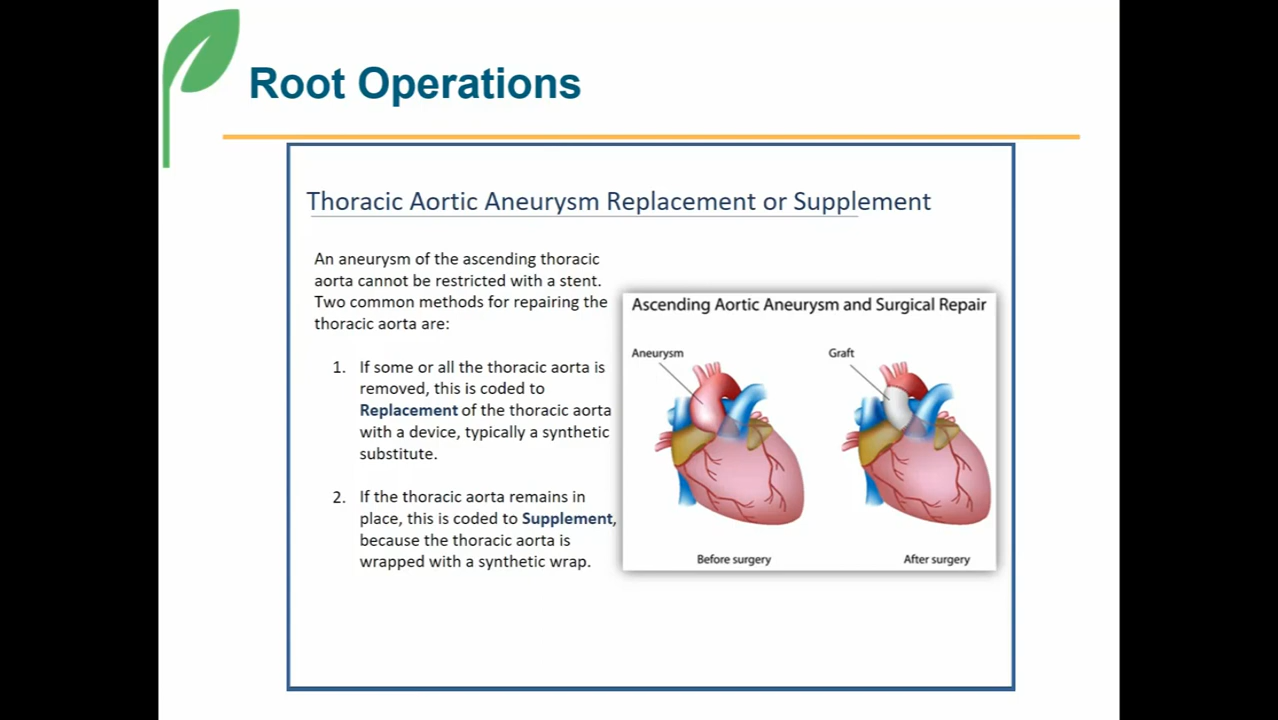 Root Operations
Thoracic Aortic Aneurysm Replacement or Supplement
An aneurysm of the ascending thoracic
aorta cannot be restricted with a stent.
Two common methods for repairing the
thoracic aorta are:
1. If some or all the thoracic aorta is
removed, this is coded to
Replacement of the thoracic aorta
with a device, typically a synthetic
substitute.
2. If the thoracic aorta remains in
place, this is coded to Supplement,
because the thoracic aorta is
wrapped with a synthetic wrap.
Ascending Aortic Aneurysm and Surgical Repair
Aneurysm
Graft
Before surgery
After surgery